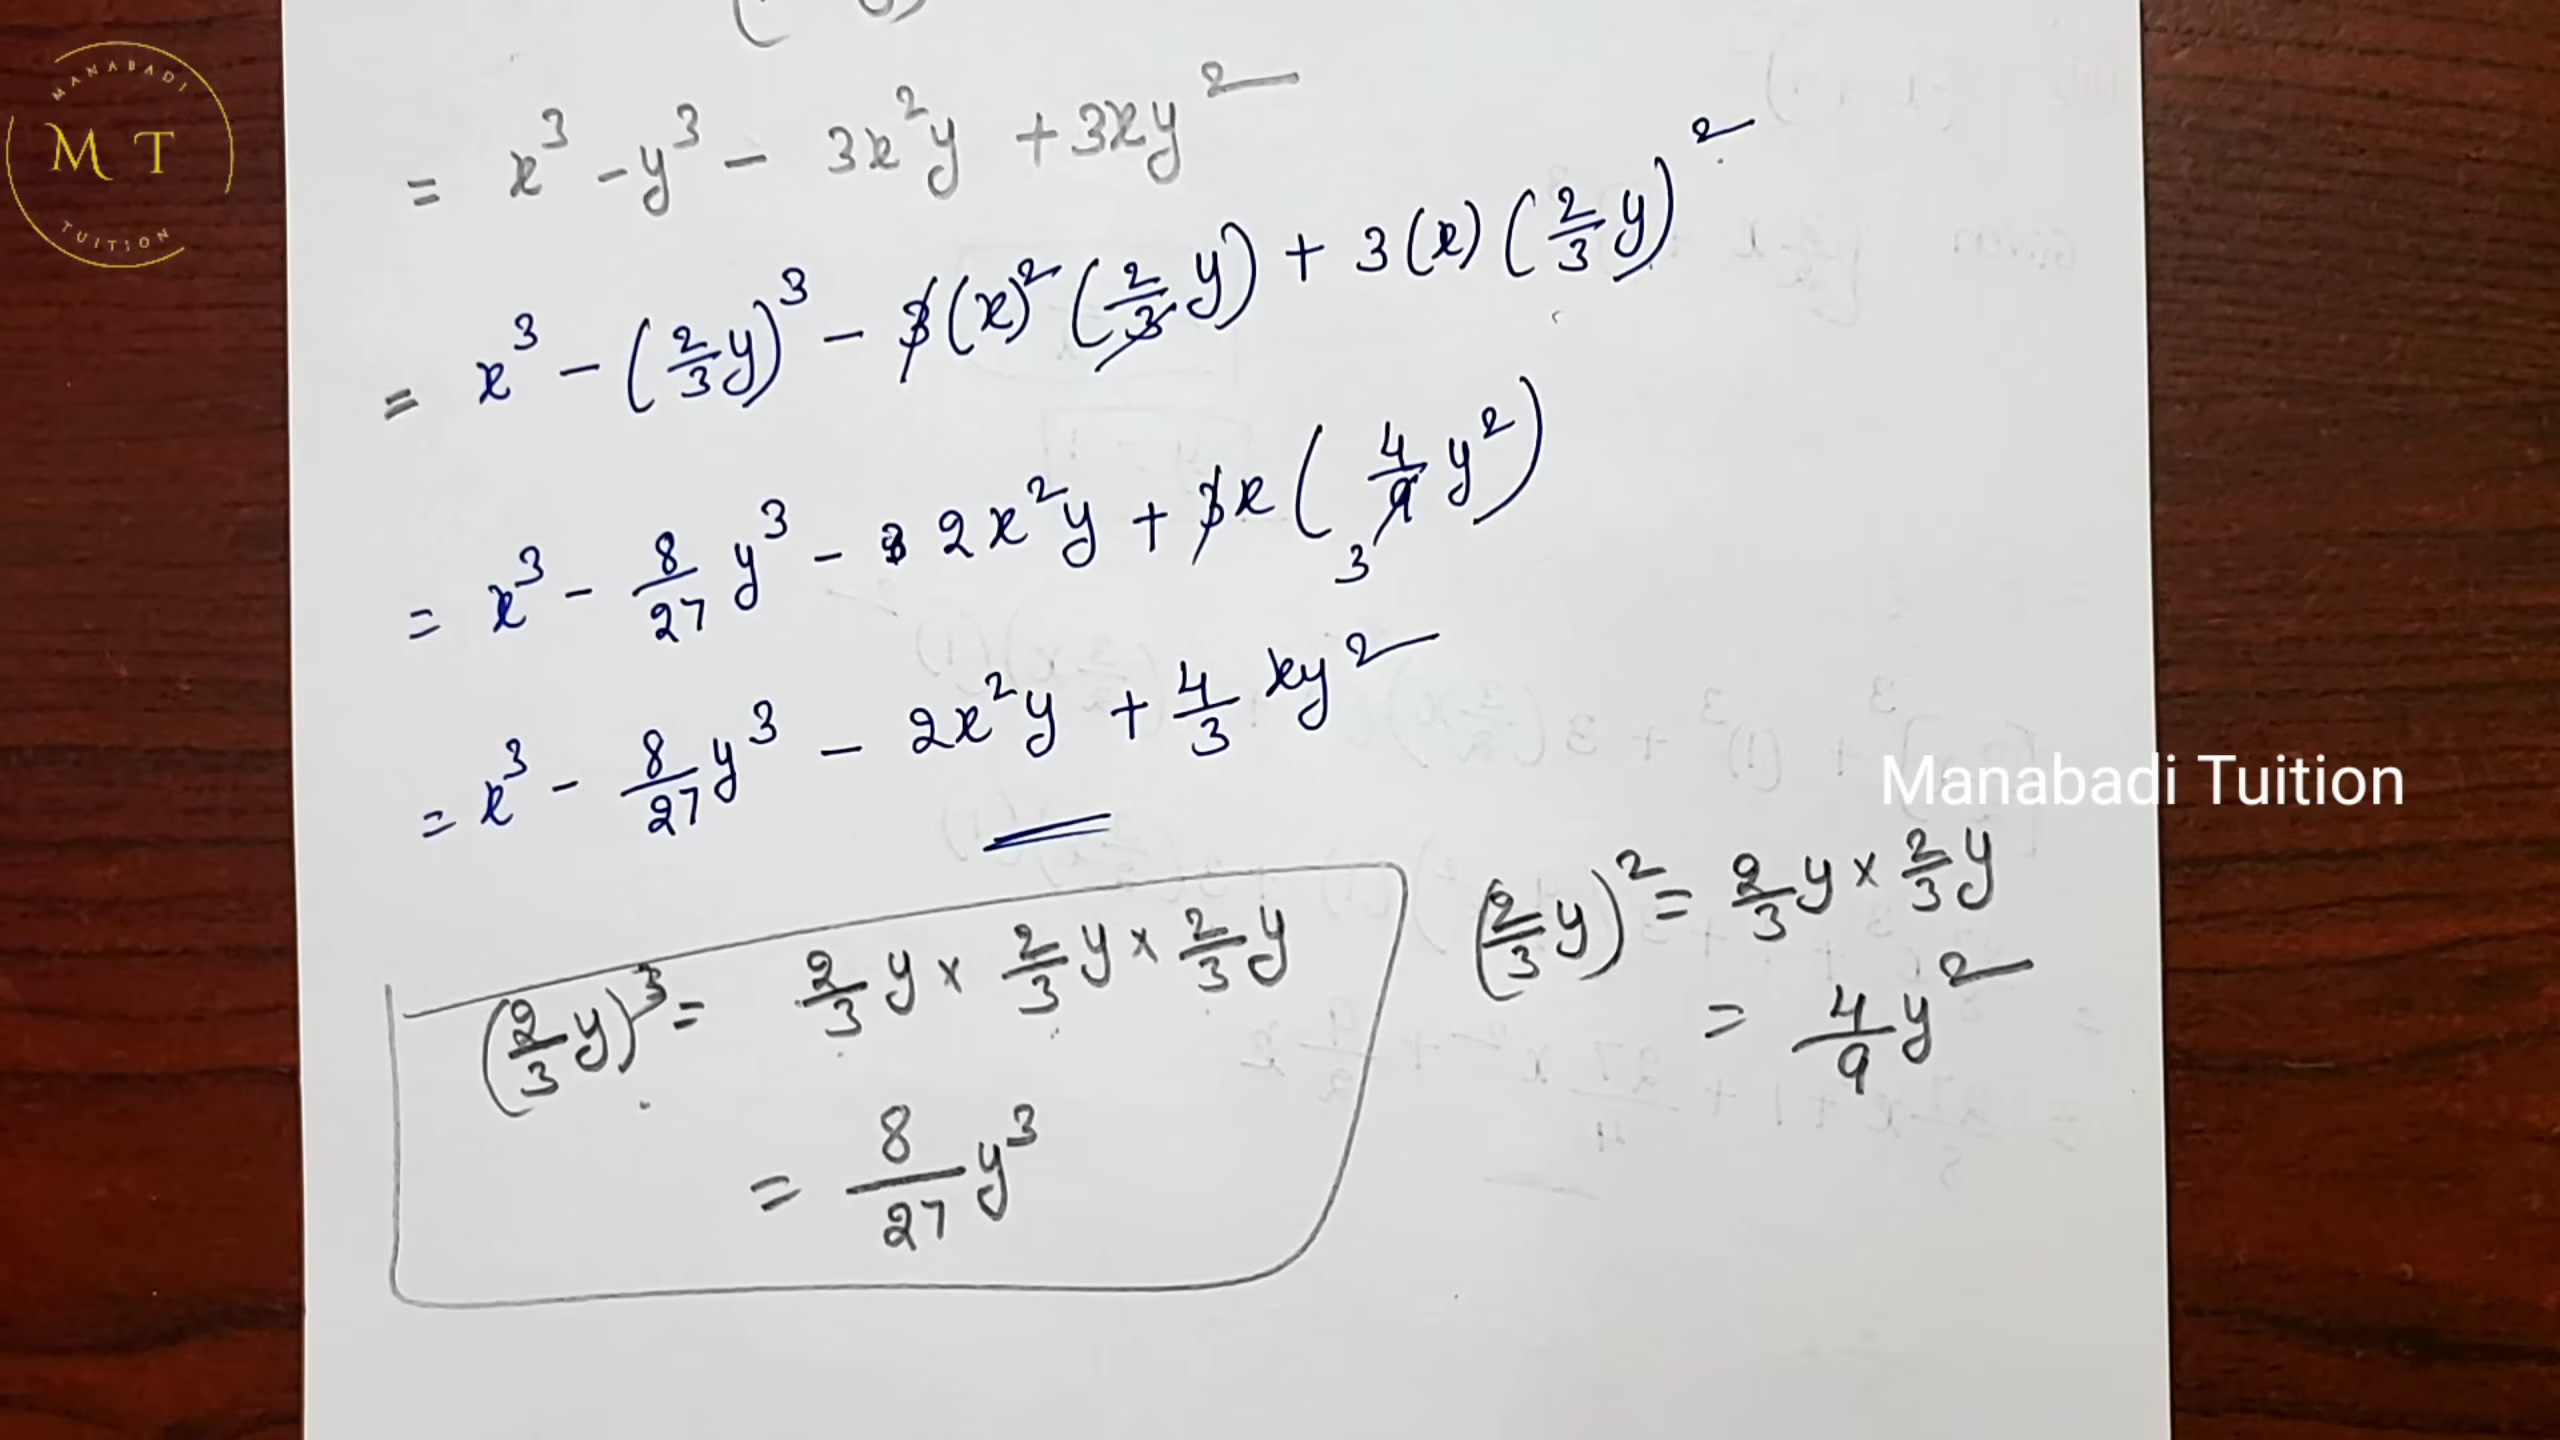 MANABADI
M T
TUITION
= x³ - y³ - 3x²y + 3xy²
= x³ - (2/3 y)³ - 3(x)² (2/3 y) + 3(x) (2/3 y)²
= x³ - 8/27 y³ - 2x²y + 3x (4/9 y²)
3
= x³ - 8/27 y³ - 2x²y + 4/3 xy²
Manabadi Tuition
(2/3 y)³ = 2/3 y × 2/3 y × 2/3 y
= 8/27 y³
(2/3 y)² = 2/3 y × 2/3 y
= 4/9 y²